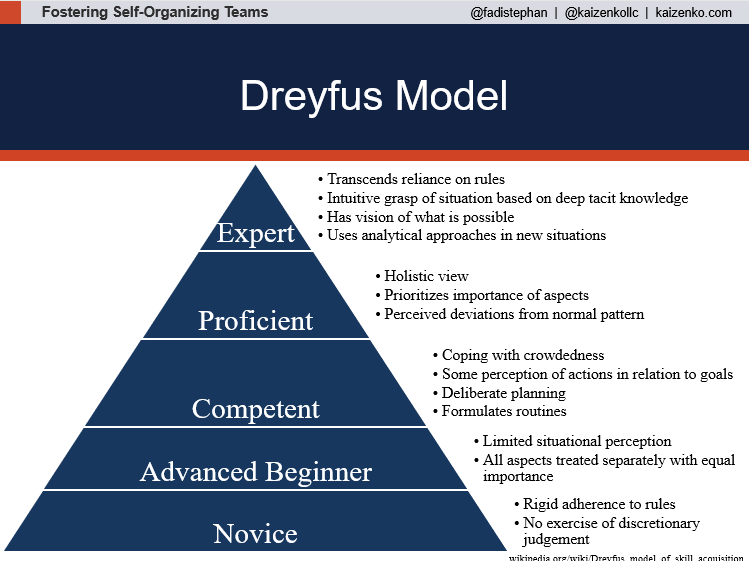 Fostering Self-Organizing Teams
@fadistephan | @kaizenkollc | kaizenko.com
Dreyfus Model
Expert
• Transcends reliance on rules
• Intuitive grasp of situation based on deep tacit knowledge
• Has vision of what is possible
• Uses analytical approaches in new situations
Proficient
• Holistic view
• Prioritizes importance of aspects
• Perceived deviations from normal pattern
Competent
• Coping with crowdedness
• Some perception of actions in relation to goals
• Deliberate planning
• Formulates routines
Advanced Beginner
• Limited situational perception
• All aspects treated separately with equal
importance
Novice
• Rigid adherence to rules
• No exercise of discretionary
judgement
wikipedia.org/wiki/Dreyfus_model_of_skill_acquisition